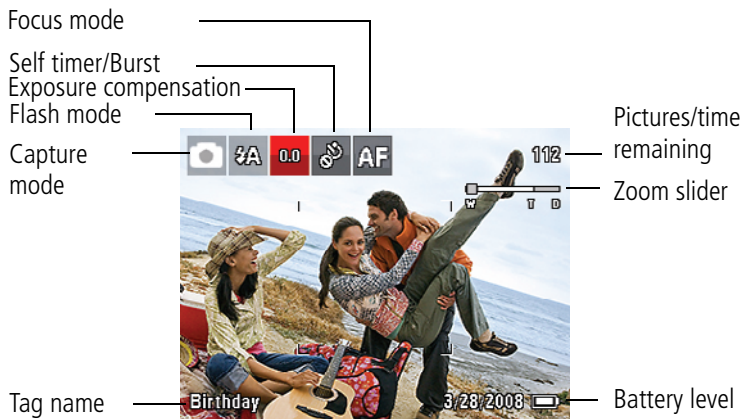 Focus mode
Self timer/Burst
Exposure compensation
Flash mode
Capture
mode
Pictures/time
remaining
Zoom slider
ϟA 0.0 AF
112
W T D
Tag name
Birthday
3/28/2008
Battery level